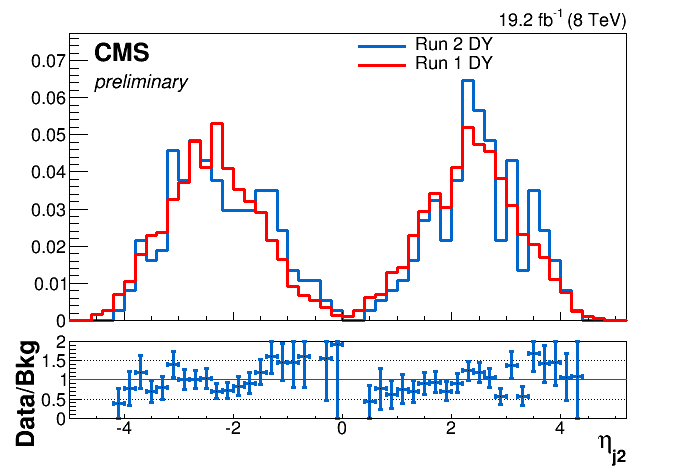 19.2 fb⁻¹ (8 TeV)
CMS
preliminary
Run 2 DY
Run 1 DY
0.07
0.06
0.05
0.04
0.03
0.02
0.01
0
Data/Bkg
2
1.5
1
0.5
0
-4 -2 0 2 4
η_j2